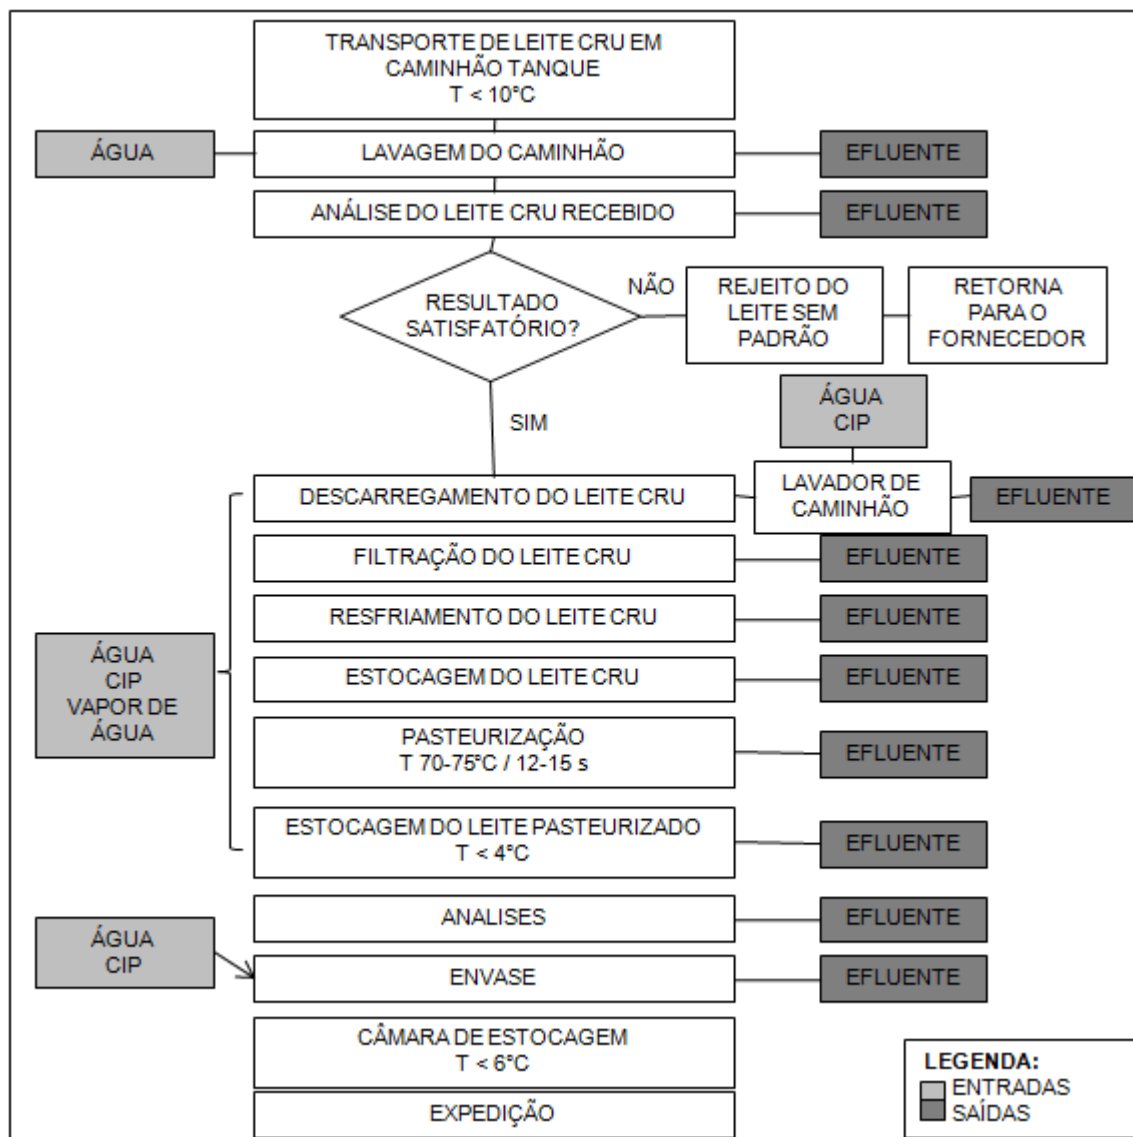 TRANSPORTE DE LEITE CRU EM
CAMINHÃO TANQUE
T < 10°C
ÁGUA
LAVAGEM DO CAMINHÃO
EFLUENTE
ANÁLISE DO LEITE CRU RECEBIDO
EFLUENTE
RESULTADO
SATISFATÓRIO?
NÃO
REJEITO DO
LEITE SEM
PADRÃO
RETORNA
PARA O
FORNECEDOR
SIM
ÁGUA
CIP
DESCARREGAMENTO DO LEITE CRU
LAVADOR DE
CAMINHÃO
EFLUENTE
FILTRAÇÃO DO LEITE CRU
EFLUENTE
RESFRIAMENTO DO LEITE CRU
EFLUENTE
ÁGUA
CIP
VAPOR DE
ÁGUA
ESTOCAGEM DO LEITE CRU
EFLUENTE
PASTEURIZAÇÃO
T 70-75°C / 12-15 s
EFLUENTE
ESTOCAGEM DO LEITE PASTEURIZADO
T < 4°C
EFLUENTE
ANALISES
EFLUENTE
ÁGUA
CIP
ENVASE
EFLUENTE
CÂMARA DE ESTOCAGEM
T < 6°C
EXPEDIÇÃO
LEGENDA:
ENTRADAS
SAÍDAS